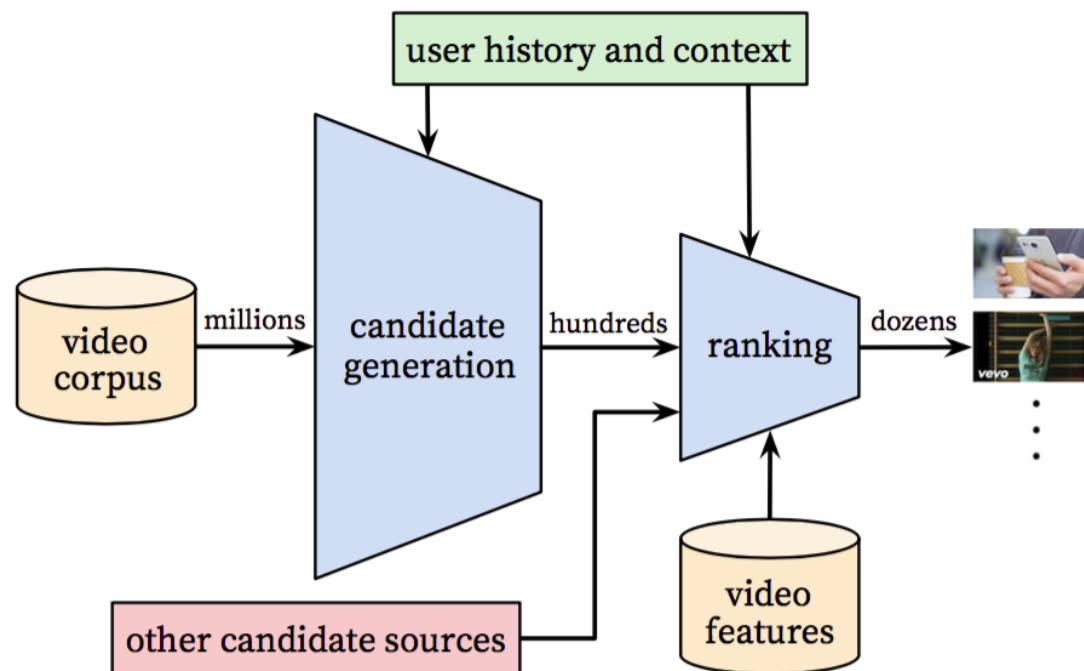 user history and context
video
corpus
millions
candidate
generation
hundreds
ranking
dozens
vevo
other candidate sources
video
features